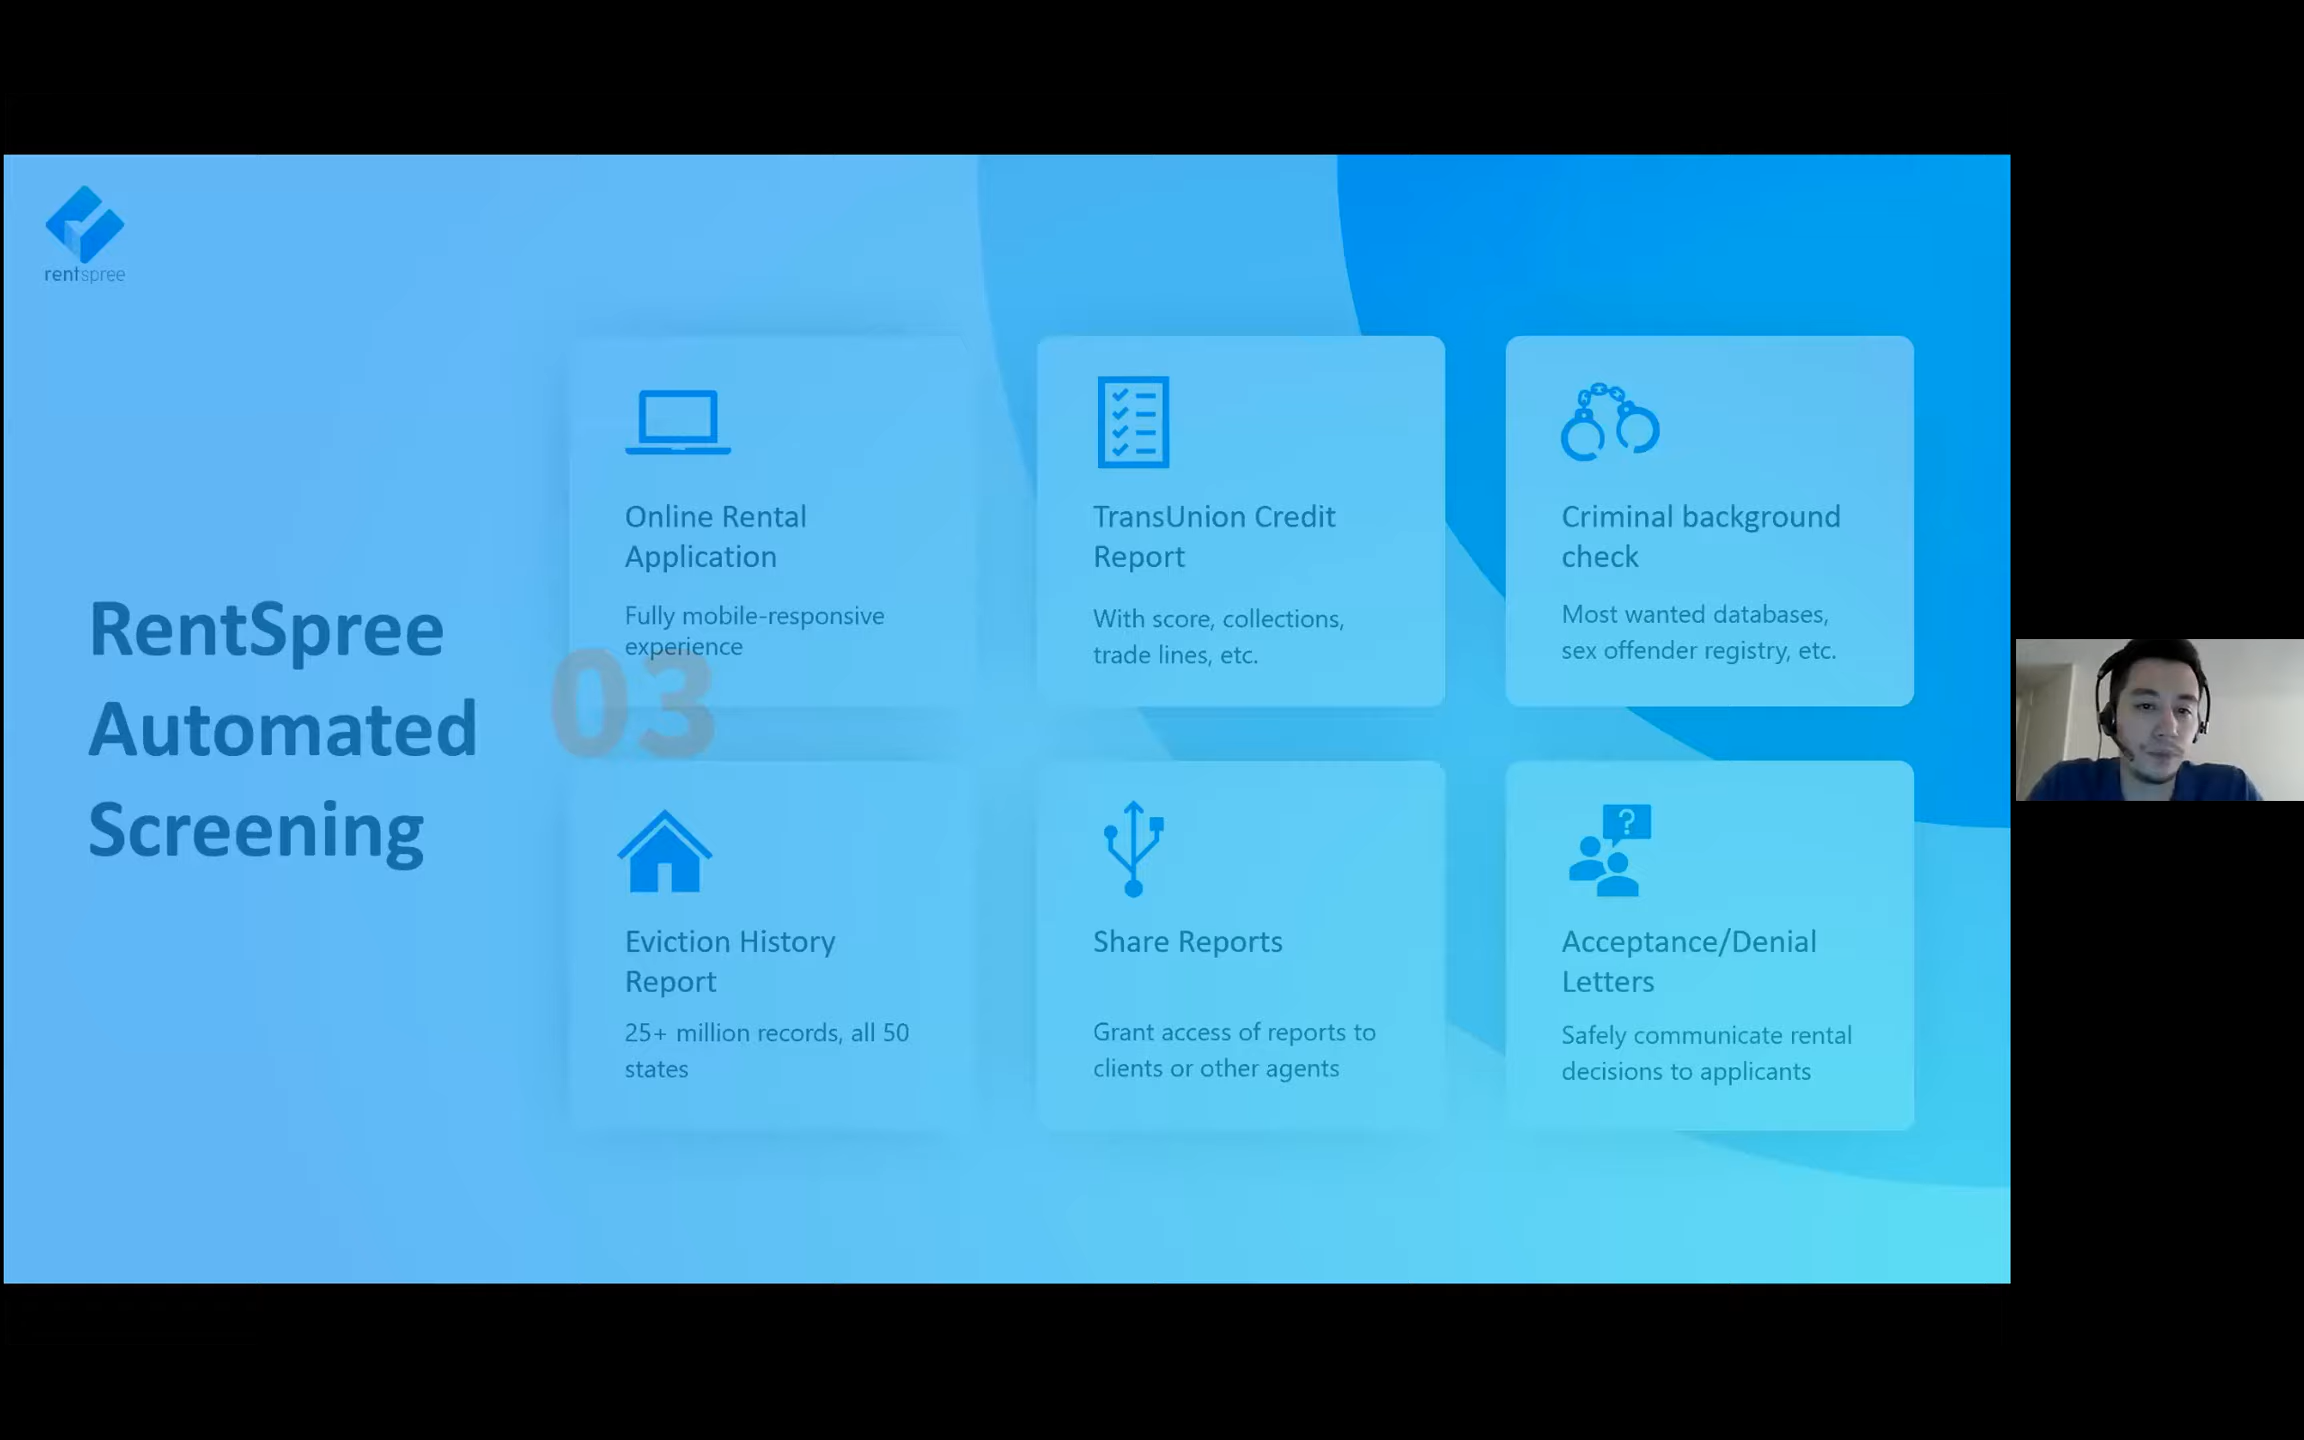 rentspree
RentSpree
Automated
Screening
Online Rental
Application
Fully mobile-responsive
experience
03
TransUnion Credit
Report
With score, collections,
trade lines, etc.
Criminal background
check
Most wanted databases,
sex offender registry, etc.
Eviction History
Report
25+ million records, all 50
states
Share Reports
Grant access of reports to
clients or other agents
?
Acceptance/Denial
Letters
Safely communicate rental
decisions to applicants